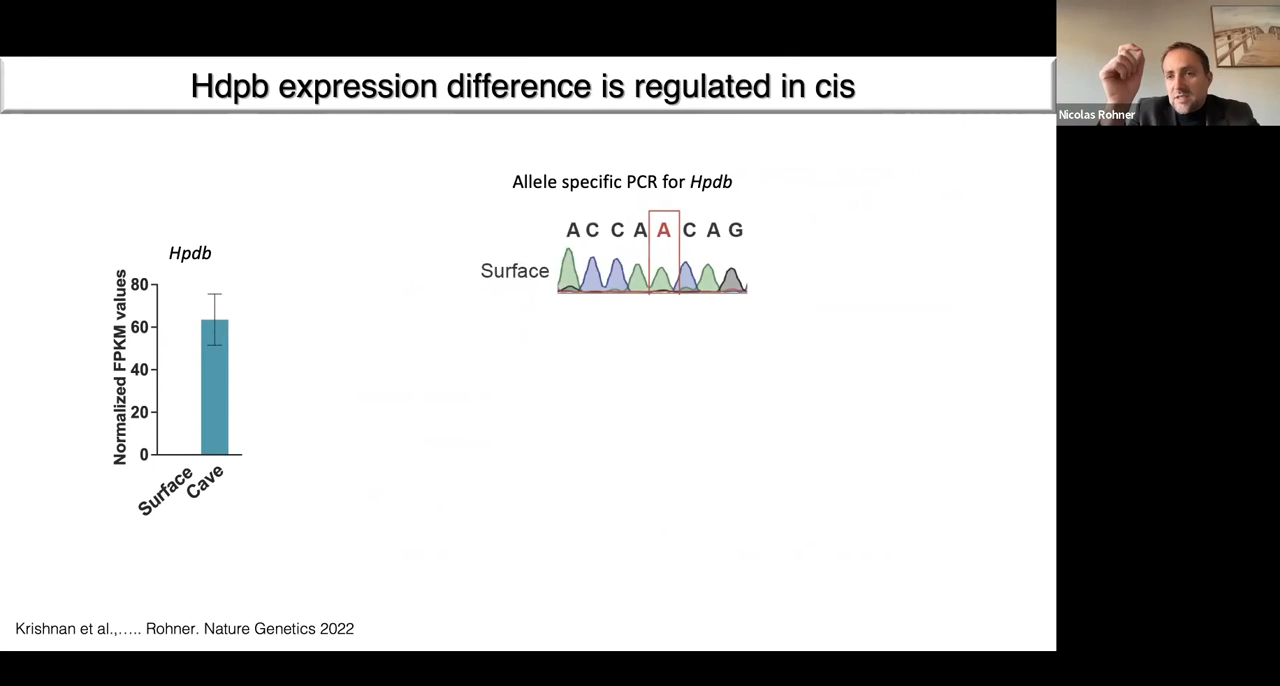 Hdpb expression difference is regulated in cis
Nicolas Rohner
Allele specific PCR for Hpdb
A C C A A C A G
Surface
Hpdb
Normalized FPKM values
80
60
40
20
0
Surface
Cave
Krishnan et al.,….. Rohner. Nature Genetics 2022